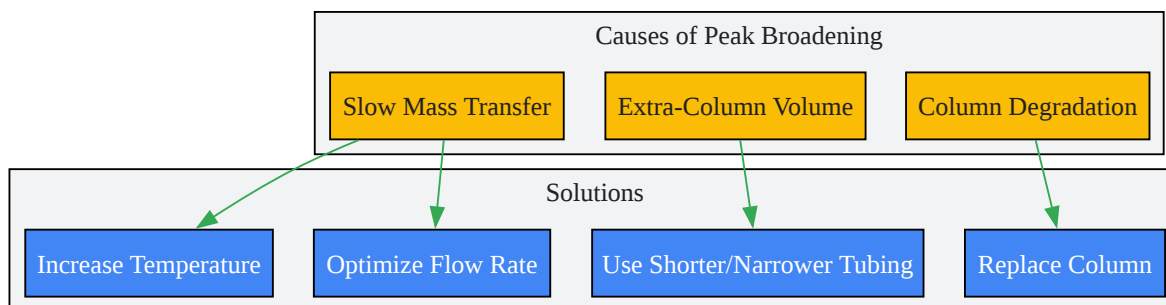 Causes of Peak Broadening
Slow Mass Transfer
Extra-Column Volume
Column Degradation
Solutions
Increase Temperature
Optimize Flow Rate
Use Shorter/Narrower Tubing
Replace Column